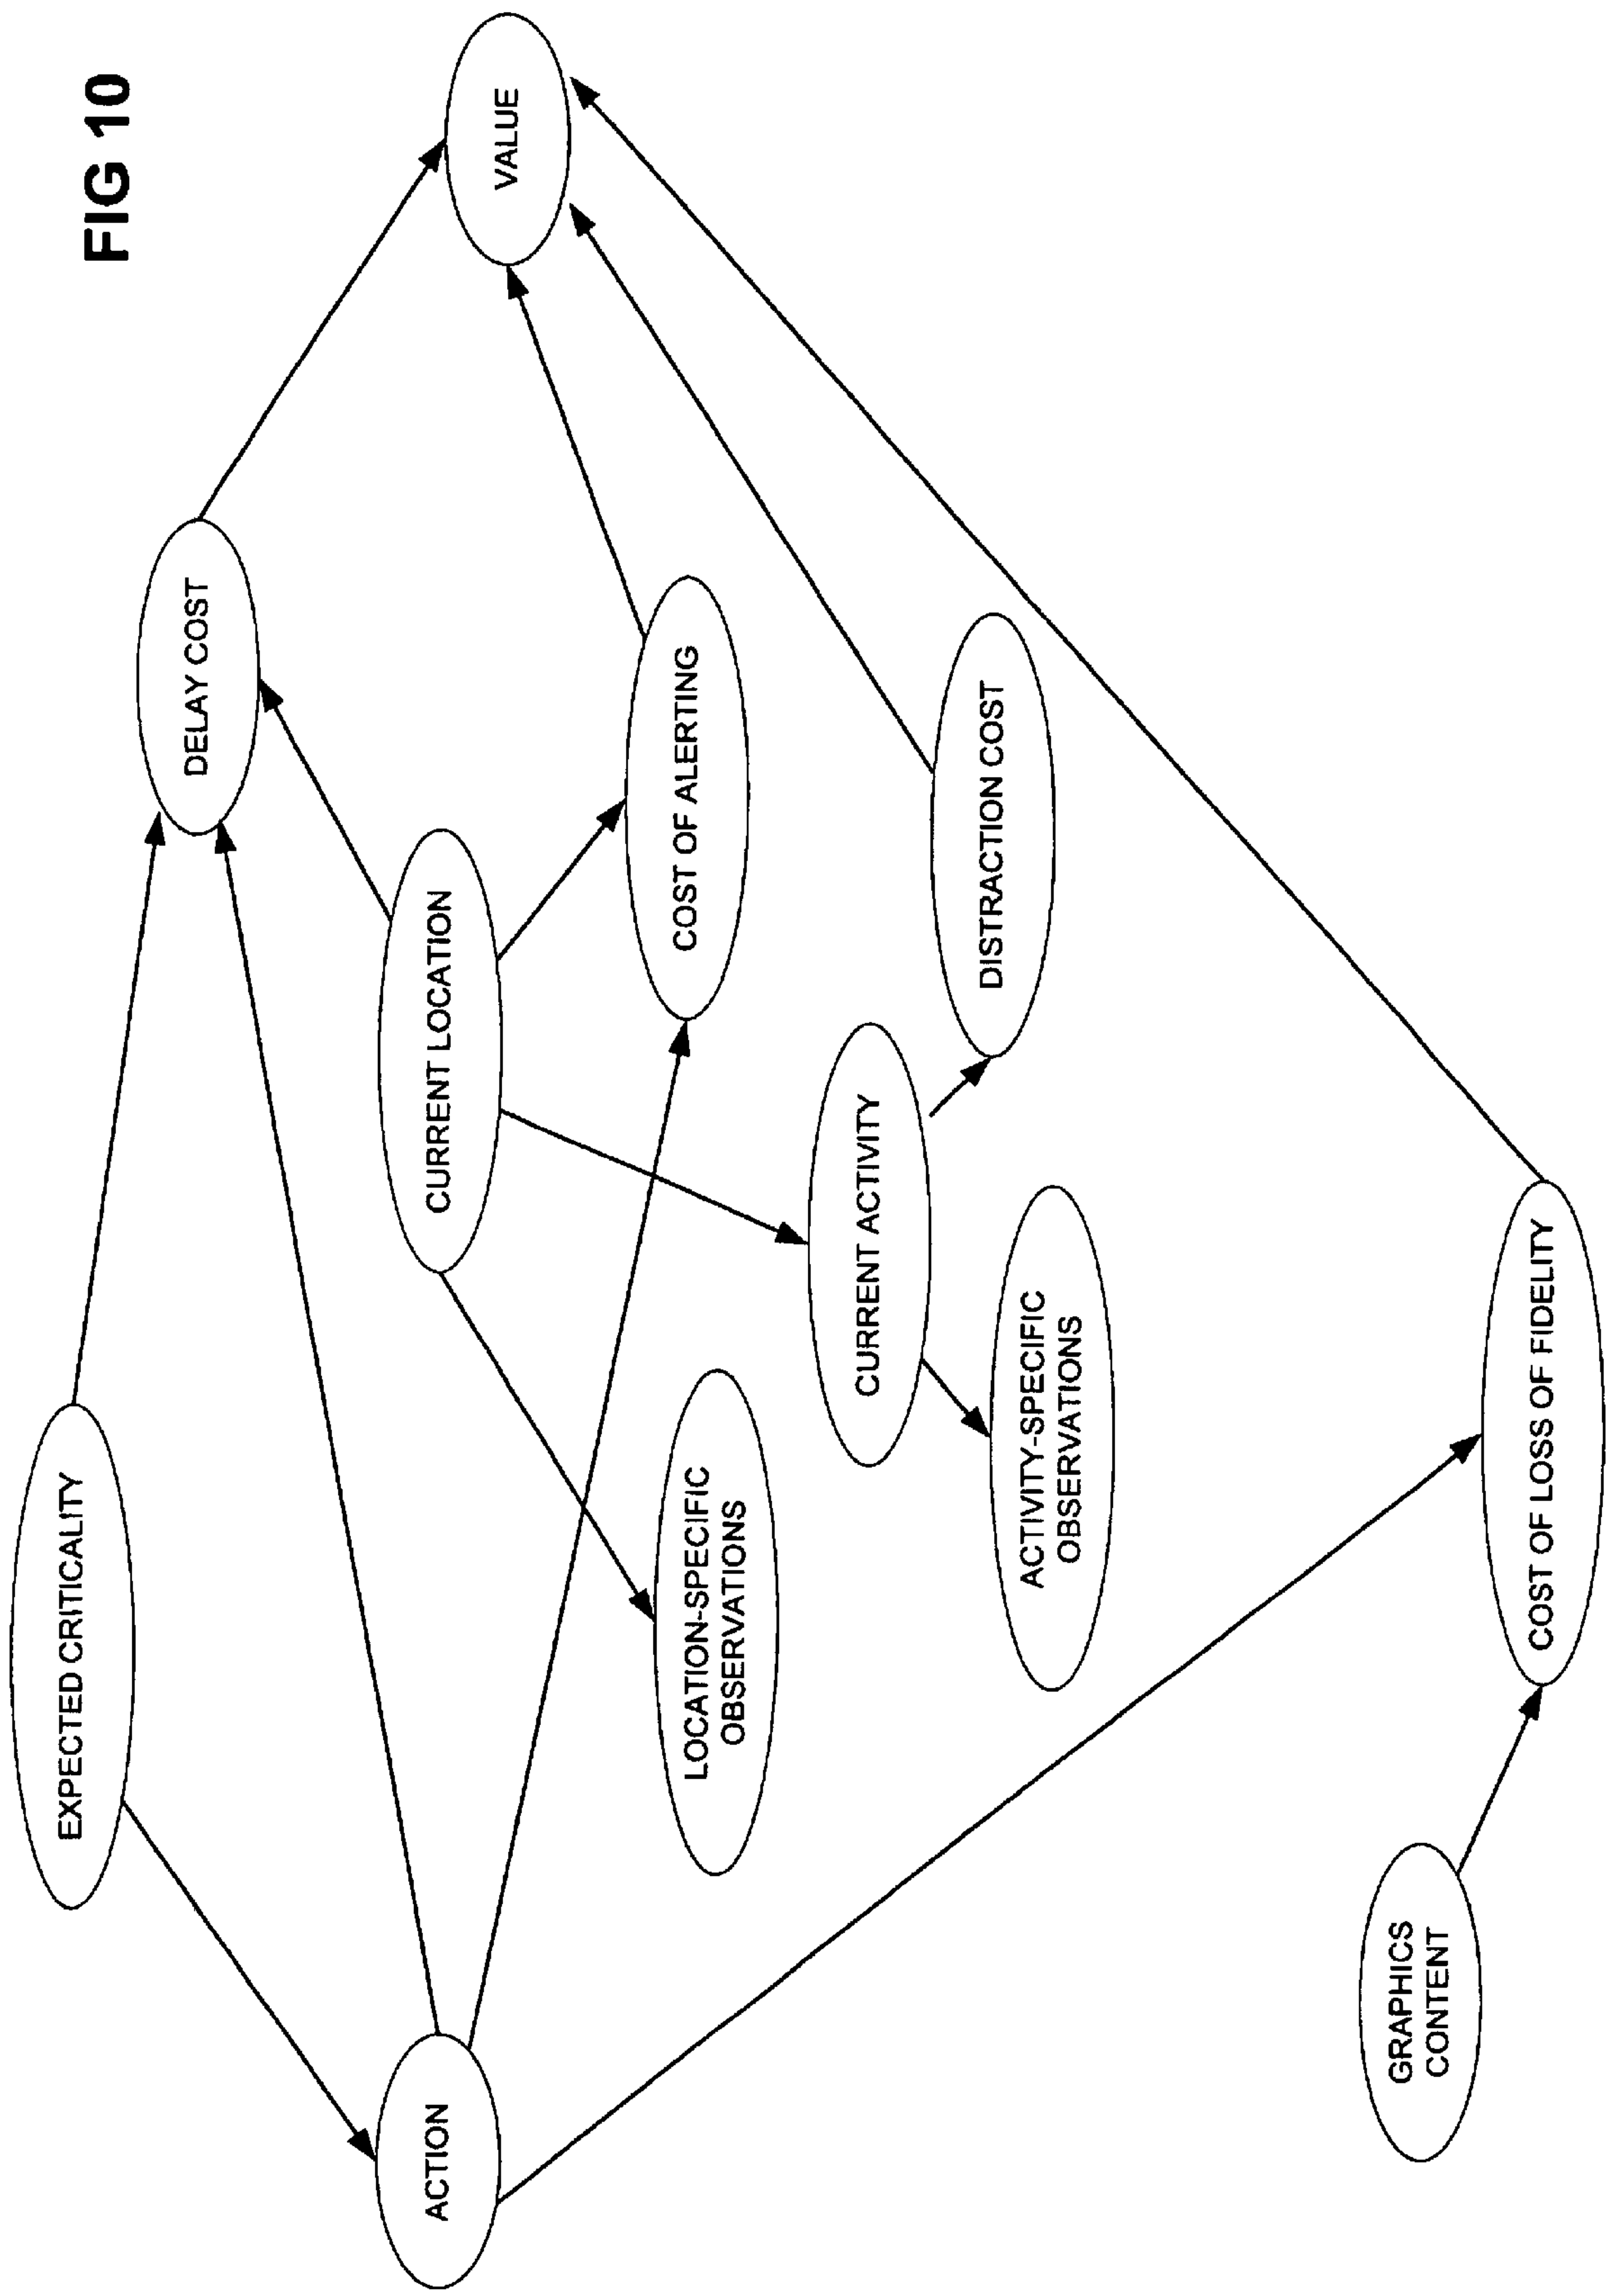 FIG 10
EXPECTED CRITICALITY
DELAY COST
ACTION
CURRENT LOCATION
VALUE
LOCATION-SPECIFIC
OBSERVATIONS
COST OF ALERTING
CURRENT ACTIVITY
DISTRACTION COST
ACTIVITY-SPECIFIC
OBSERVATIONS
GRAPHICS
CONTENT
COST OF LOSS OF FIDELITY